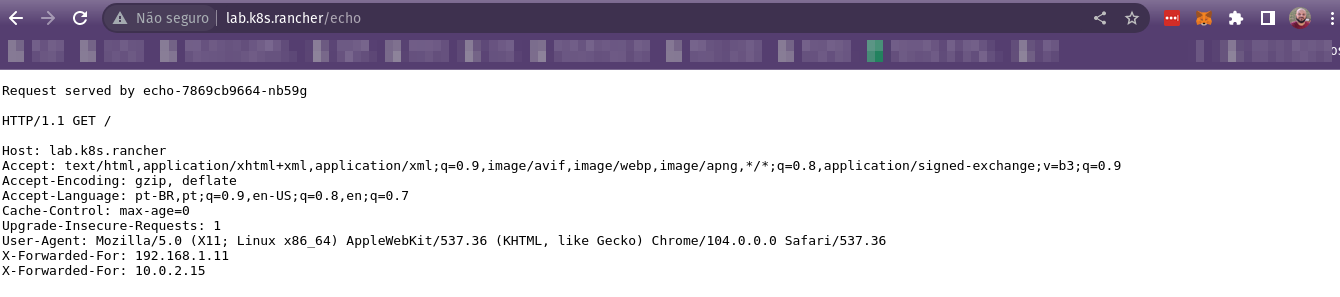 Não seguro lab.k8s.rancher/echo
Request served by echo-7869cb9664-nb59g
HTTP/1.1 GET /
Host: lab.k8s.rancher
Accept: text/html,application/xhtml+xml,application/xml;q=0.9,image/avif,image/webp,image/apng,*/*;q=0.8,application/signed-exchange;v=b3;q=0.9
Accept-Encoding: gzip, deflate
Accept-Language: pt-BR,pt;q=0.9,en-US;q=0.8,en;q=0.7
Cache-Control: max-age=0
Upgrade-Insecure-Requests: 1
User-Agent: Mozilla/5.0 (X11; Linux x86_64) AppleWebKit/537.36 (KHTML, like Gecko) Chrome/104.0.0.0 Safari/537.36
X-Forwarded-For: 192.168.1.11
X-Forwarded-For: 10.0.2.15